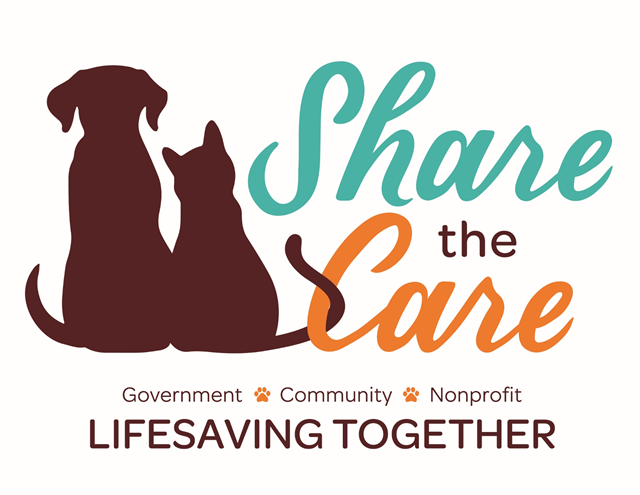 Share
the
Care
Government Community Nonprofit
LIFESAVING TOGETHER